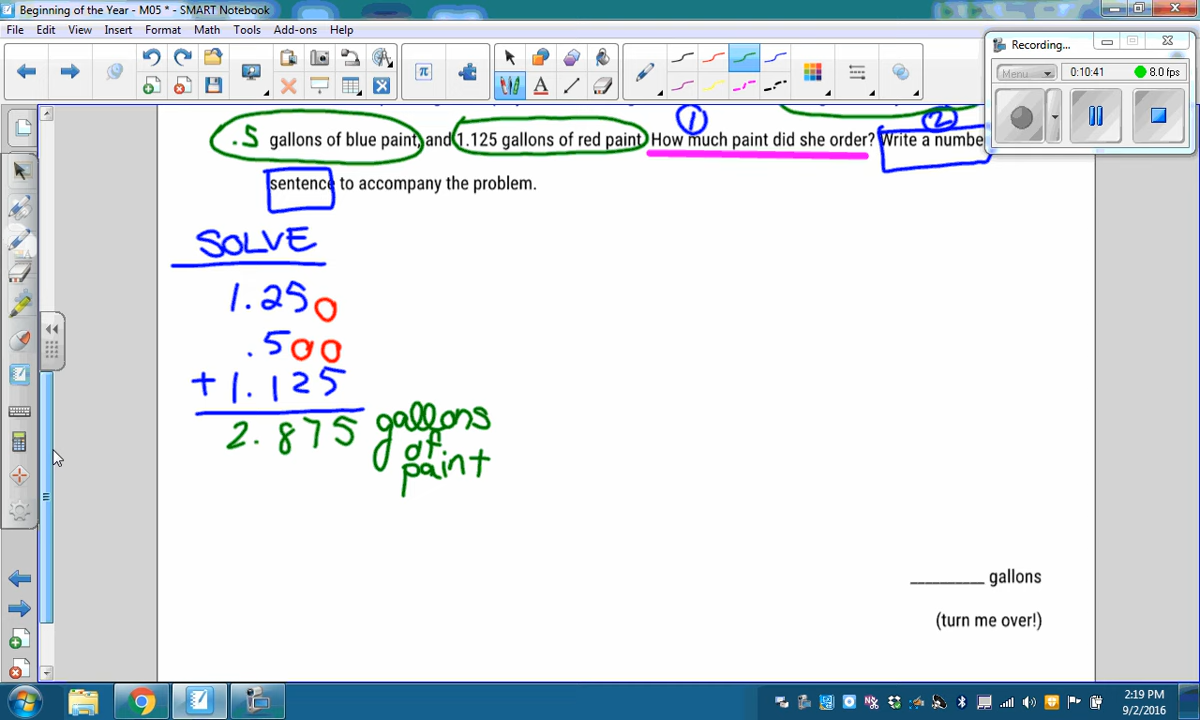 Beginning of the Year - M05 * - SMART Notebook
File Edit View Insert Format Math Tools Add-ons Help
Recording...
Menu 0:10:41 8.0 fps
1 2
.5 gallons of blue paint, and 1.125 gallons of red paint. How much paint did she order? Write a numbe
sentence to accompany the problem.
SOLVE
1.250
.500
+ 1.125
2.875 gallons
of
paint
__________ gallons
(turn me over!)
2:19 PM
9/2/2016